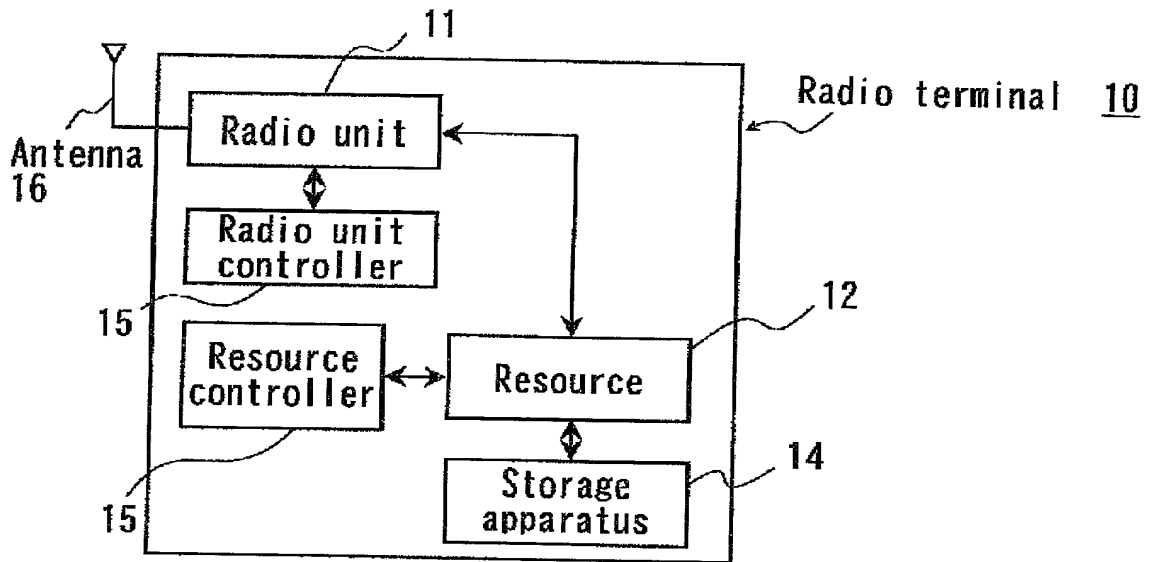 11
Radio terminal 10
Radio unit
Antenna
16
Radio unit
controller
15
12
Resource
controller
Resource
14
15
Storage
apparatus